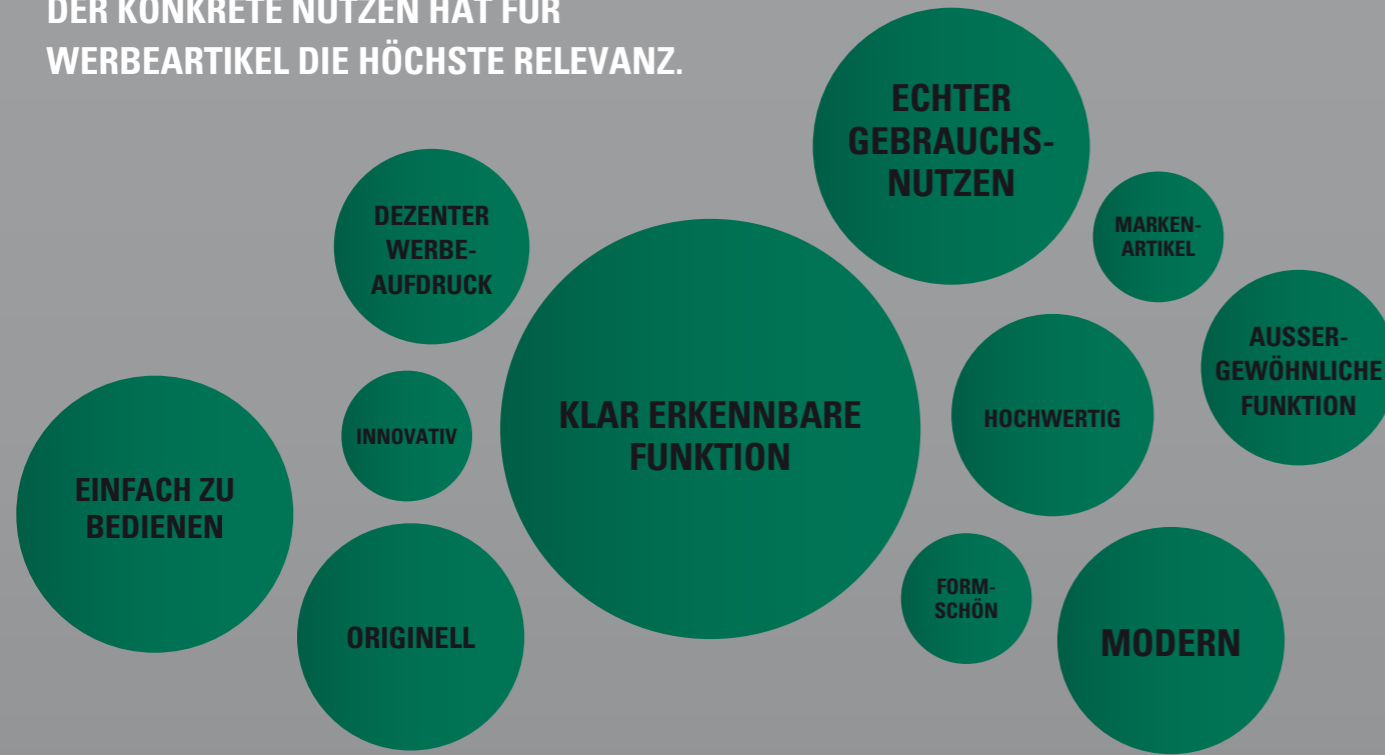 DER KONKRETE NUTZEN HAT FÜR
WERBEARTIKEL DIE HÖCHSTE RELEVANZ.
ECHTER
GEBRAUCHS-
NUTZEN
DEZENTER
WERBE-
AUFDRUCK
MARKEN-
ARTIKEL
AUSSER-
GEWÖHNLICHE
FUNKTION
KLAR ERKENNBARE
FUNKTION
HOCHWERTIG
INNOVATIV
EINFACH ZU
BEDIENEN
FORM-
SCHÖN
ORIGINELL
MODERN